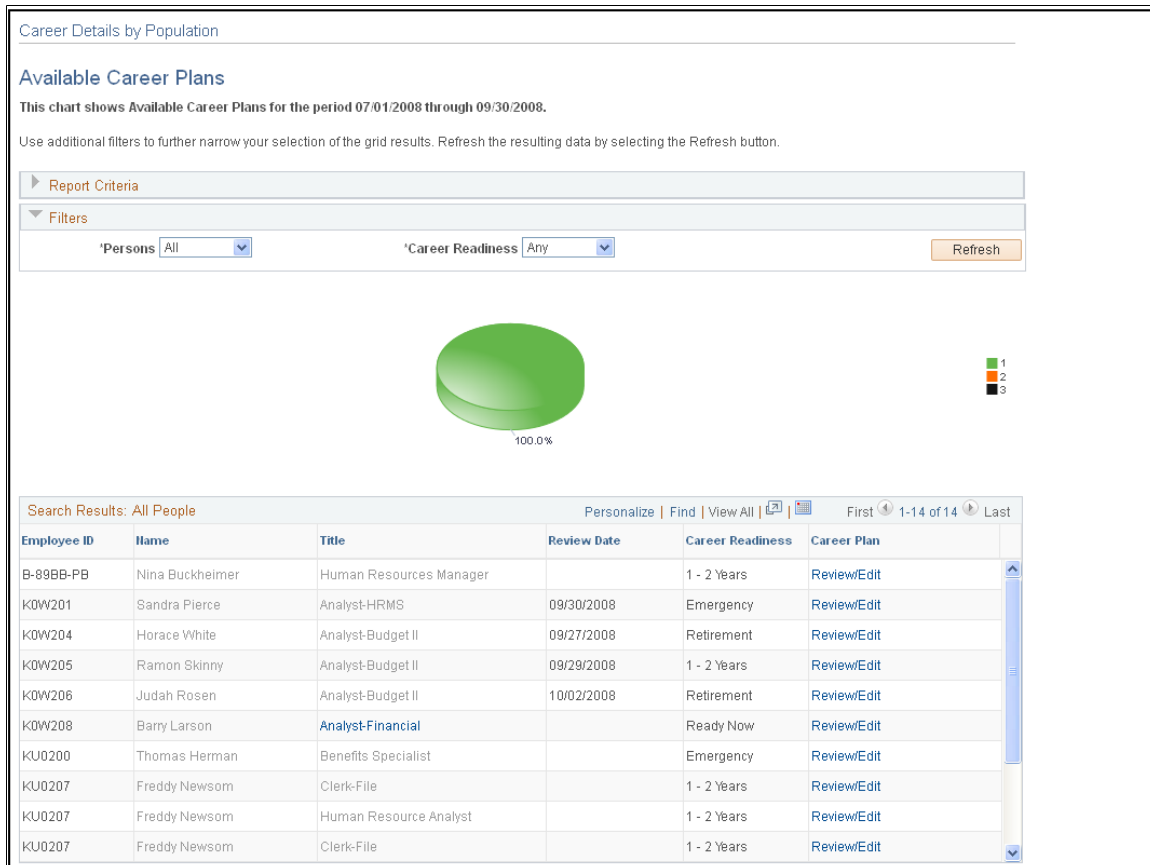 Career Details by Population
Available Career Plans
This chart shows Available Career Plans for the period 07/01/2008 through 09/30/2008.
Use additional filters to further narrow your selection of the grid results. Refresh the resulting data by selecting the Refresh button.
Report Criteria
Filters
*Persons All *Career Readiness Any Refresh
1
2
3
100.0%
Search Results: All People Personalize | Find | View All | | First 1-14 of 14 Last
Employee ID Name Title Review Date Career Readiness Career Plan
B-89BB-PB Nina Buckheimer Human Resources Manager 1 - 2 Years Review/Edit
K0W201 Sandra Pierce Analyst-HRMS 09/30/2008 Emergency Review/Edit
K0W204 Horace White Analyst-Budget II 09/27/2008 Retirement Review/Edit
K0W205 Ramon Skinny Analyst-Budget II 09/29/2008 1 - 2 Years Review/Edit
K0W206 Judah Rosen Analyst-Budget II 10/02/2008 Retirement Review/Edit
K0W208 Barry Larson Analyst-Financial Ready Now Review/Edit
KU0200 Thomas Herman Benefits Specialist Emergency Review/Edit
KU0207 Freddy Newsom Clerk-File 1 - 2 Years Review/Edit
KU0207 Freddy Newsom Human Resource Analyst 1 - 2 Years Review/Edit
KU0207 Freddy Newsom Clerk-File 1 - 2 Years Review/Edit